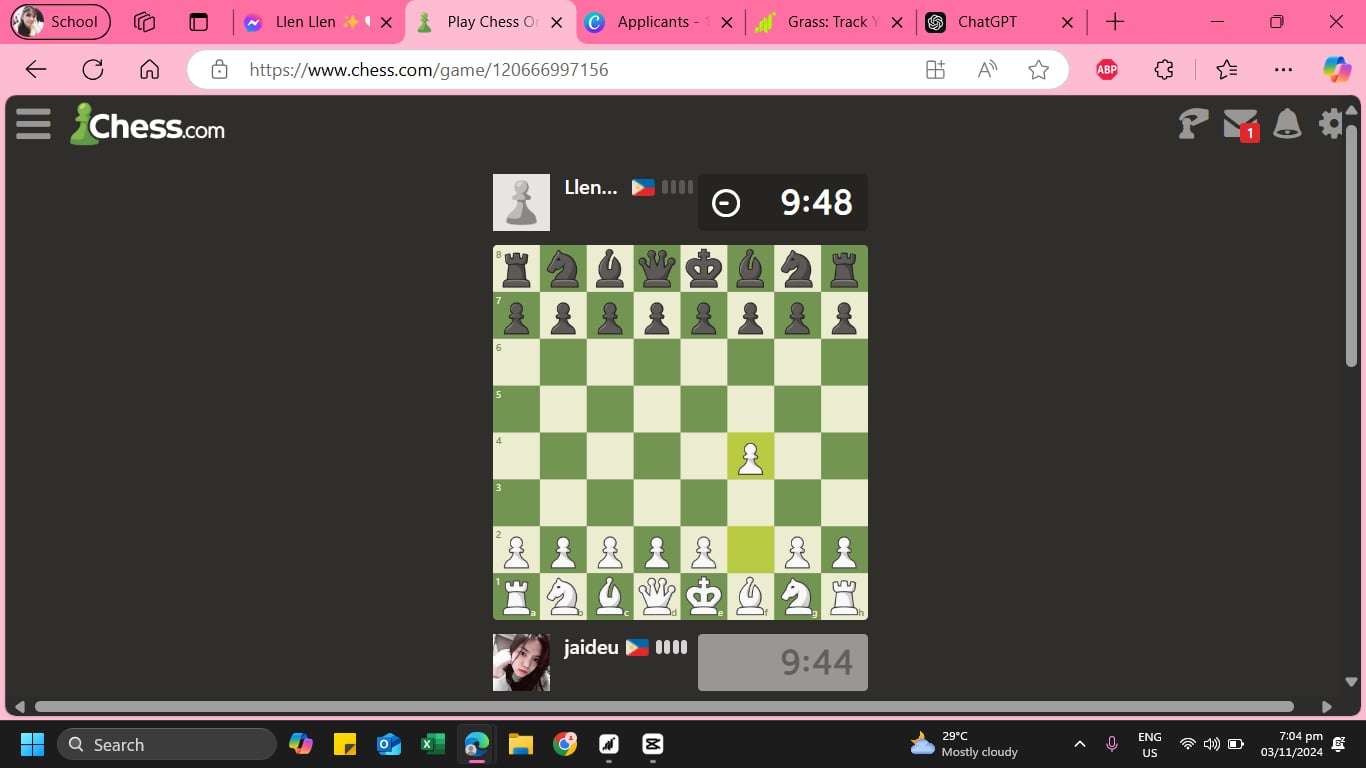 School
Llen Llen ✨
Play Chess O
Applicants -
Grass: Track Y
ChatGPT
https://www.chess.com/game/120666997156
ABP
Chess.com
1
Llen...
9:48
8
7
6
5
4
3
2
1
a b c d e f g h
jaideu
9:44
Search
29°C
Mostly cloudy
ENG
US
7:04 pm
03/11/2024